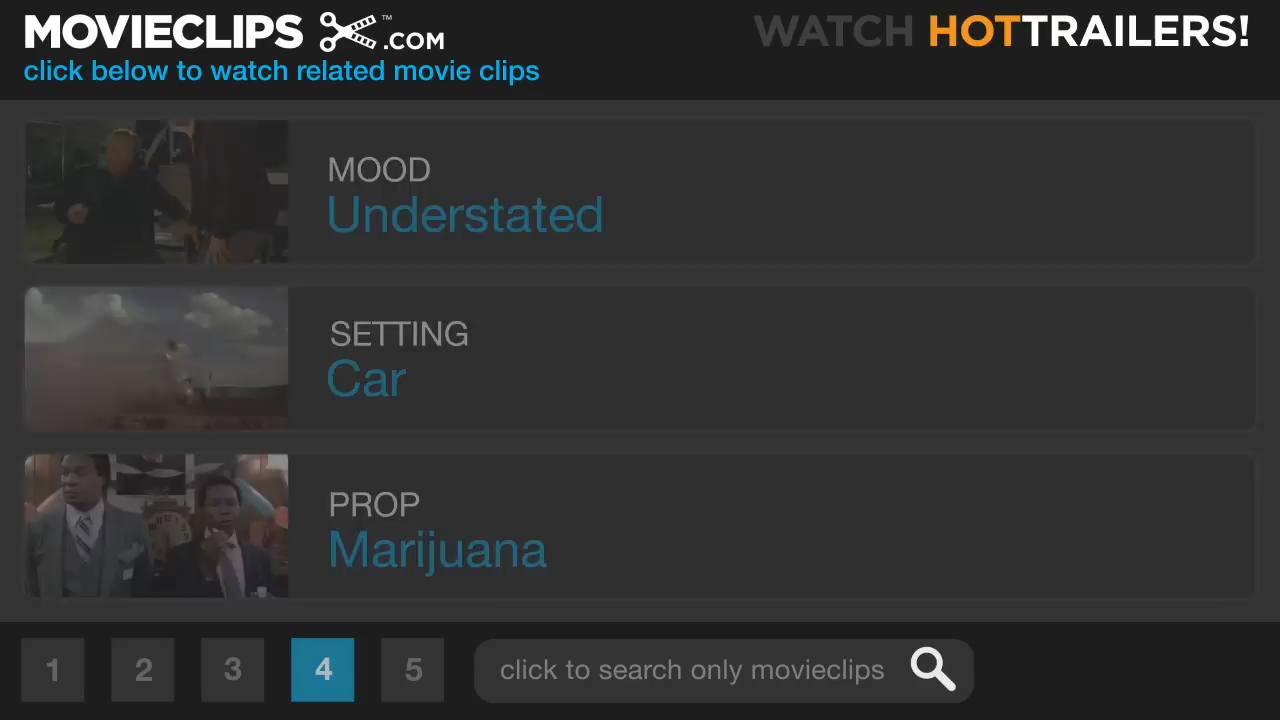 MOVIECLIPS ™ .COM
WATCH HOTTRAILERS!
click below to watch related movie clips
MOOD
Understated
SETTING
Car
PROP
Marijuana
1 2 3 4 5
click to search only movieclips